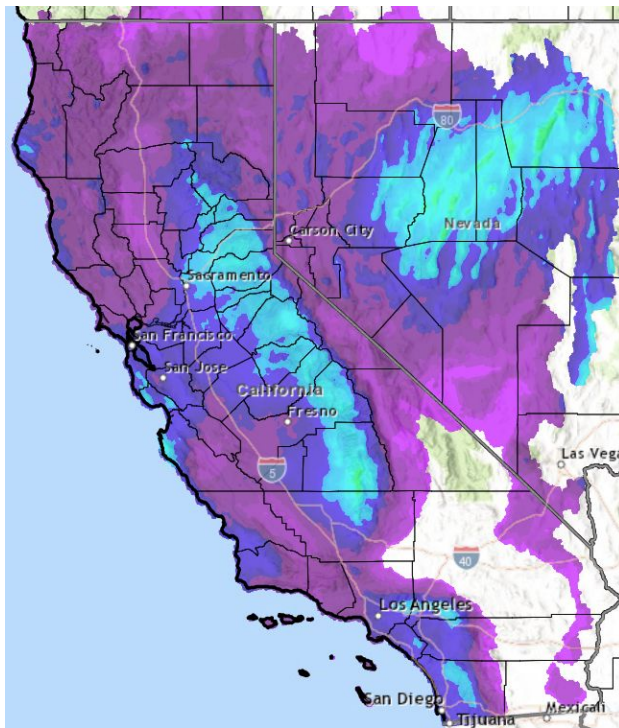 80
Nevada
Carson City
Sacramento
San Francisco
San Jose
California
Fresno
Las Vega
5
40
Los Angeles
San Diego
Tijuana
Mexicali